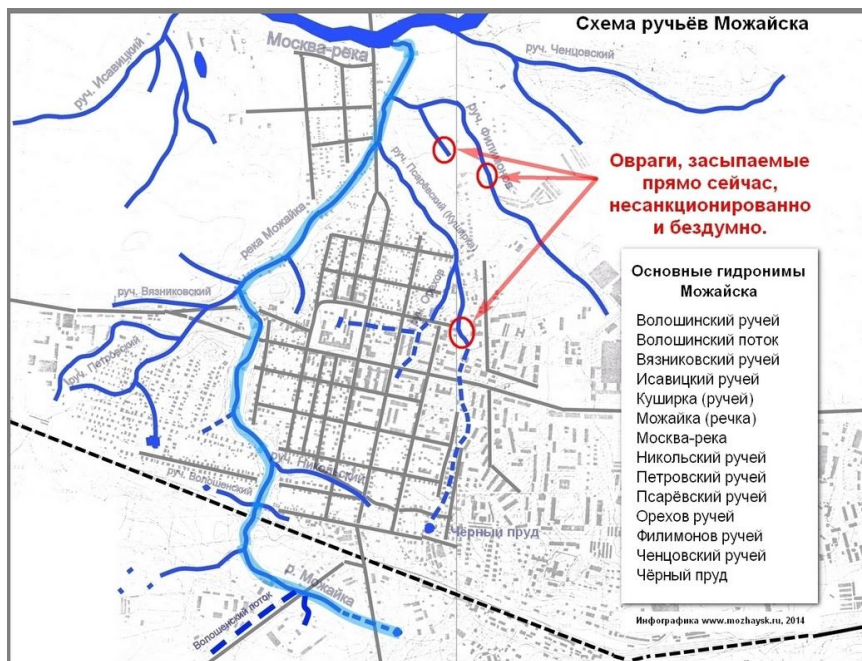 Схема ручьёв Можайска
Москва-река
руч. Исавицкий
руч. Ченцовский
руч. Филимонов
руч. Псарёвский (Куширка)
река Можайка
Овраги, засыпаемые
прямо сейчас,
несанкционированно
и бездумно.
Основные гидронимы
Можайска
Волошинский ручей
Волошинский поток
Вязниковский ручей
Исавицкий ручей
Куширка (ручей)
Можайка (речка)
Москва-река
Никольский ручей
Петровский ручей
Псарёвский ручей
Орехов ручей
Филимонов ручей
Ченцовский ручей
Чёрный пруд
руч. Вязниковский
Орехов
руч. Петровский
руч. Никольский
руч. Волошенский
Чёрный пруд
р. Можайка
Волошенский поток
Инфографика www.mozhaysk.ru, 2014